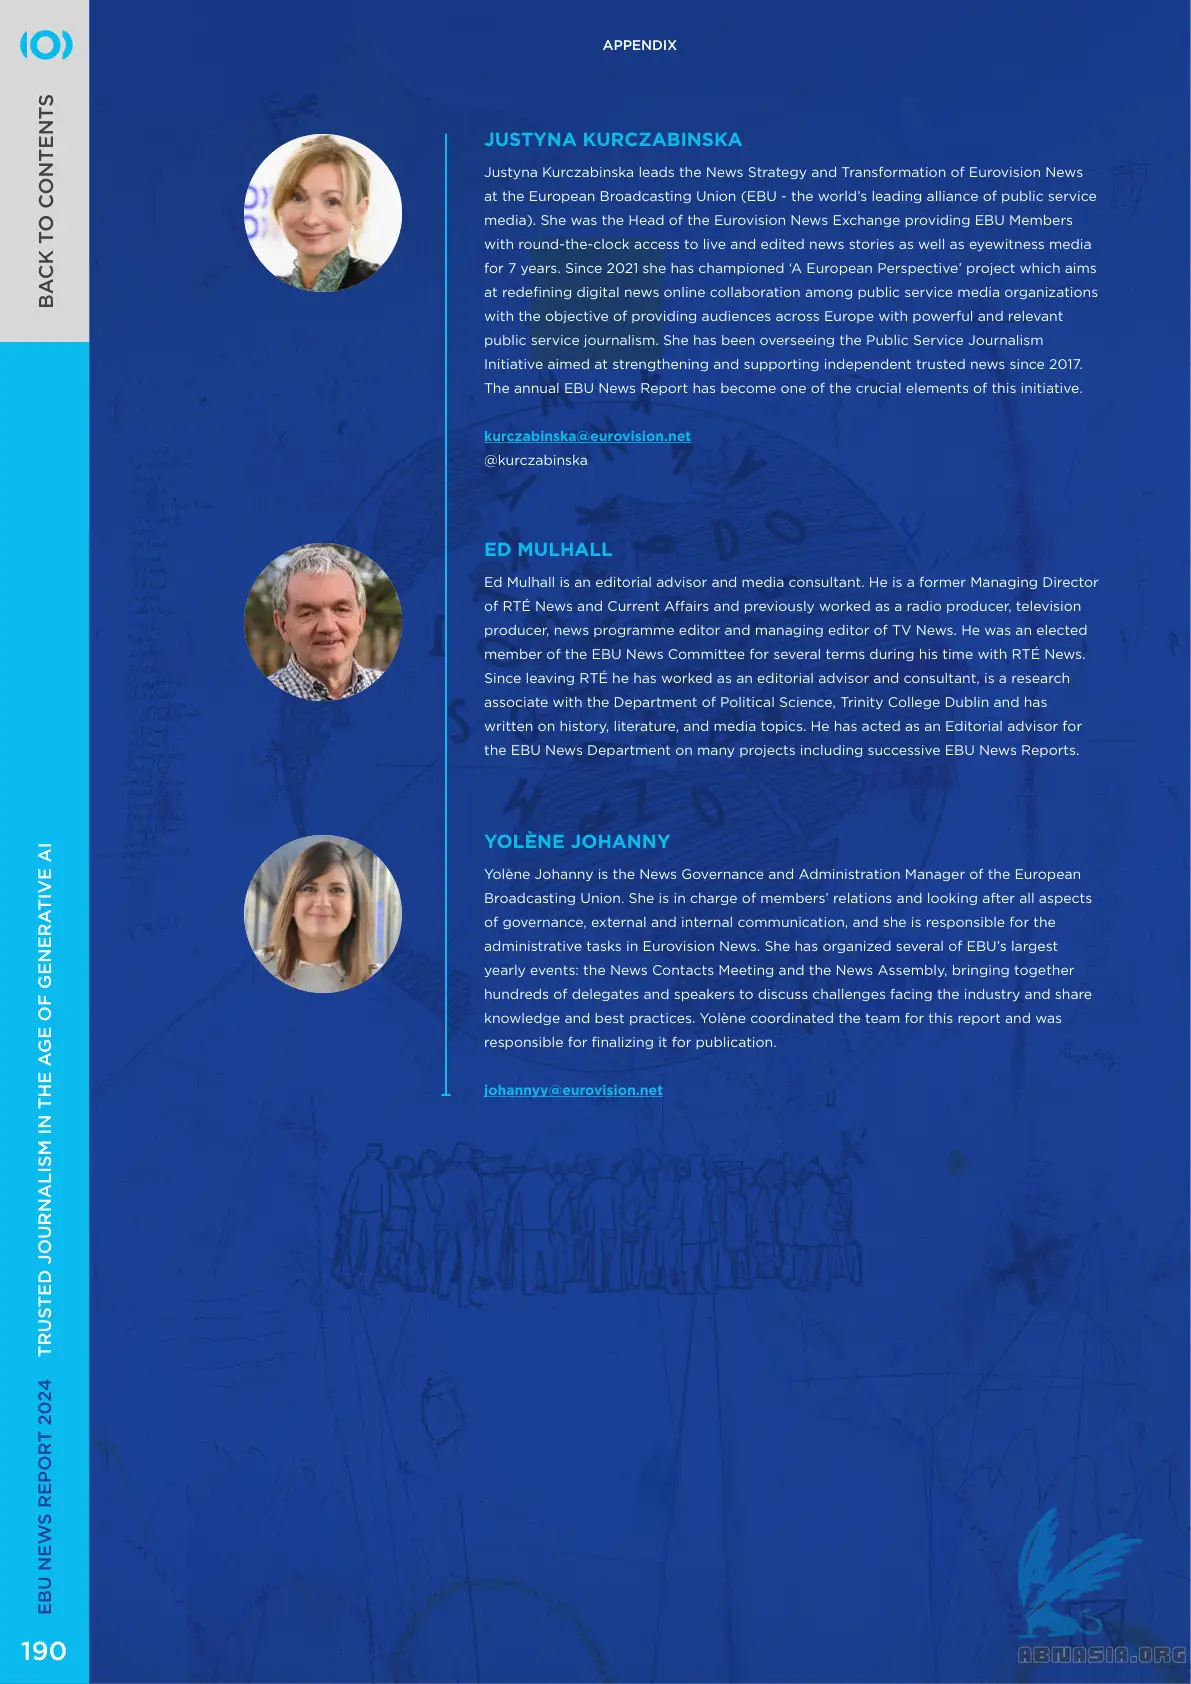 APPENDIX
BACK TO CONTENTS
JUSTYNA KURCZABINSKA
Justyna Kurczabinska leads the News Strategy and Transformation of Eurovision News
at the European Broadcasting Union (EBU - the world’s leading alliance of public service
media). She was the Head of the Eurovision News Exchange providing EBU Members
with round-the-clock access to live and edited news stories as well as eyewitness media
for 7 years. Since 2021 she has championed ‘A European Perspective’ project which aims
at redefining digital news online collaboration among public service media organizations
with the objective of providing audiences across Europe with powerful and relevant
public service journalism. She has been overseeing the Public Service Journalism
Initiative aimed at strengthening and supporting independent trusted news since 2017.
The annual EBU News Report has become one of the crucial elements of this initiative.
kurczabinska@eurovision.net
@kurczabinska
ED MULHALL
Ed Mulhall is an editorial advisor and media consultant. He is a former Managing Director
of RTÉ News and Current Affairs and previously worked as a radio producer, television
producer, news programme editor and managing editor of TV News. He was an elected
member of the EBU News Committee for several terms during his time with RTÉ News.
Since leaving RTÉ he has worked as an editorial advisor and consultant, is a research
associate with the Department of Political Science, Trinity College Dublin and has
written on history, literature, and media topics. He has acted as an Editorial advisor for
the EBU News Department on many projects including successive EBU News Reports.
YOLÈNE JOHANNY
Yolène Johanny is the News Governance and Administration Manager of the European
Broadcasting Union. She is in charge of members’ relations and looking after all aspects
of governance, external and internal communication, and she is responsible for the
administrative tasks in Eurovision News. She has organized several of EBU’s largest
yearly events: the News Contacts Meeting and the News Assembly, bringing together
hundreds of delegates and speakers to discuss challenges facing the industry and share
knowledge and best practices. Yolène coordinated the team for this report and was
responsible for finalizing it for publication.
johannyy@eurovision.net
EBU NEWS REPORT 2024 TRUSTED JOURNALISM IN THE AGE OF GENERATIVE AI
190
ABNASIA.ORG